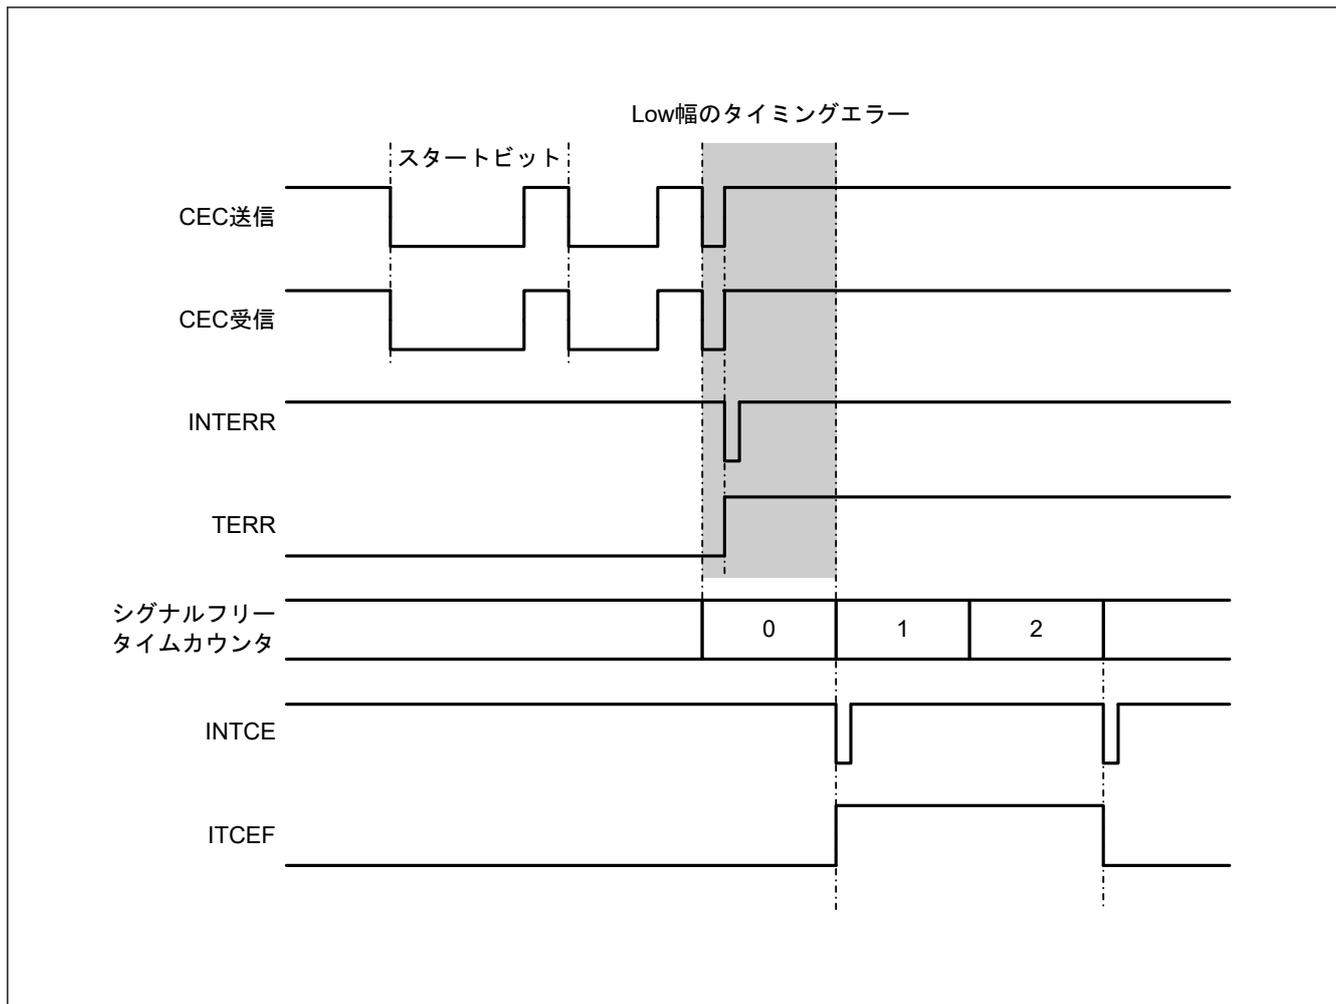 Low幅のタイミングエラー
スタートビット
CEC送信
CEC受信
INTERR
TERR
シグナルフリー
タイムカウンタ
0
1
2
INTCE
ITCEF